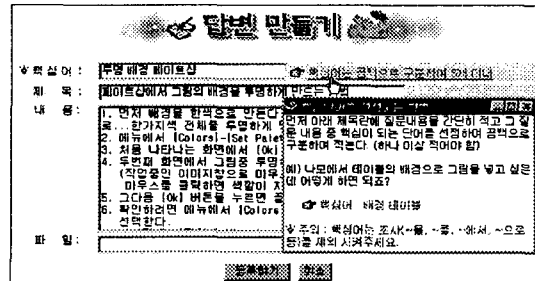 답변 만들기
핵심어 : 투명 배경 페이트샵
핵심어는 공백으로 구분하며 5개 이내
제 목 : 페이트샵에서 그림의 배경을 투명하게 만드는
내 용 : 1. 먼저 배경을 한색으로 만든다
로...한가지색 전체를 투명하게
2. 메뉴에서 [Colors]-[Set Palet
3. 처음 나타나는 화면에서 [Ok]
4. 두번째 화면에서 그림중 투명
(작업중인 이미지창으로 마우
마우스를 클릭하면 색깔이 지
5. 그다음 [Ok] 버튼을 누르면 끝
6. 확인하려면 메뉴에서 [Colors
선택한다.
먼저 아래 제목란에 질문내용을 간단히 적고 그 질
문 내용 중 핵심이 되는 단어를 선정하여 공백으로
구분하며 적는다. (하나 이상 적어야 함)
예) 나모에서 테이블의 배경으로 그림을 넣고 싶은
데 어떻게 하면 되죠?
핵심어 배경 테이블
주의 : 핵심어는 조사(~을, ~를, ~에서, ~으로
등)를 제외 시켜주세요.
파 일 :
등록하기 취소